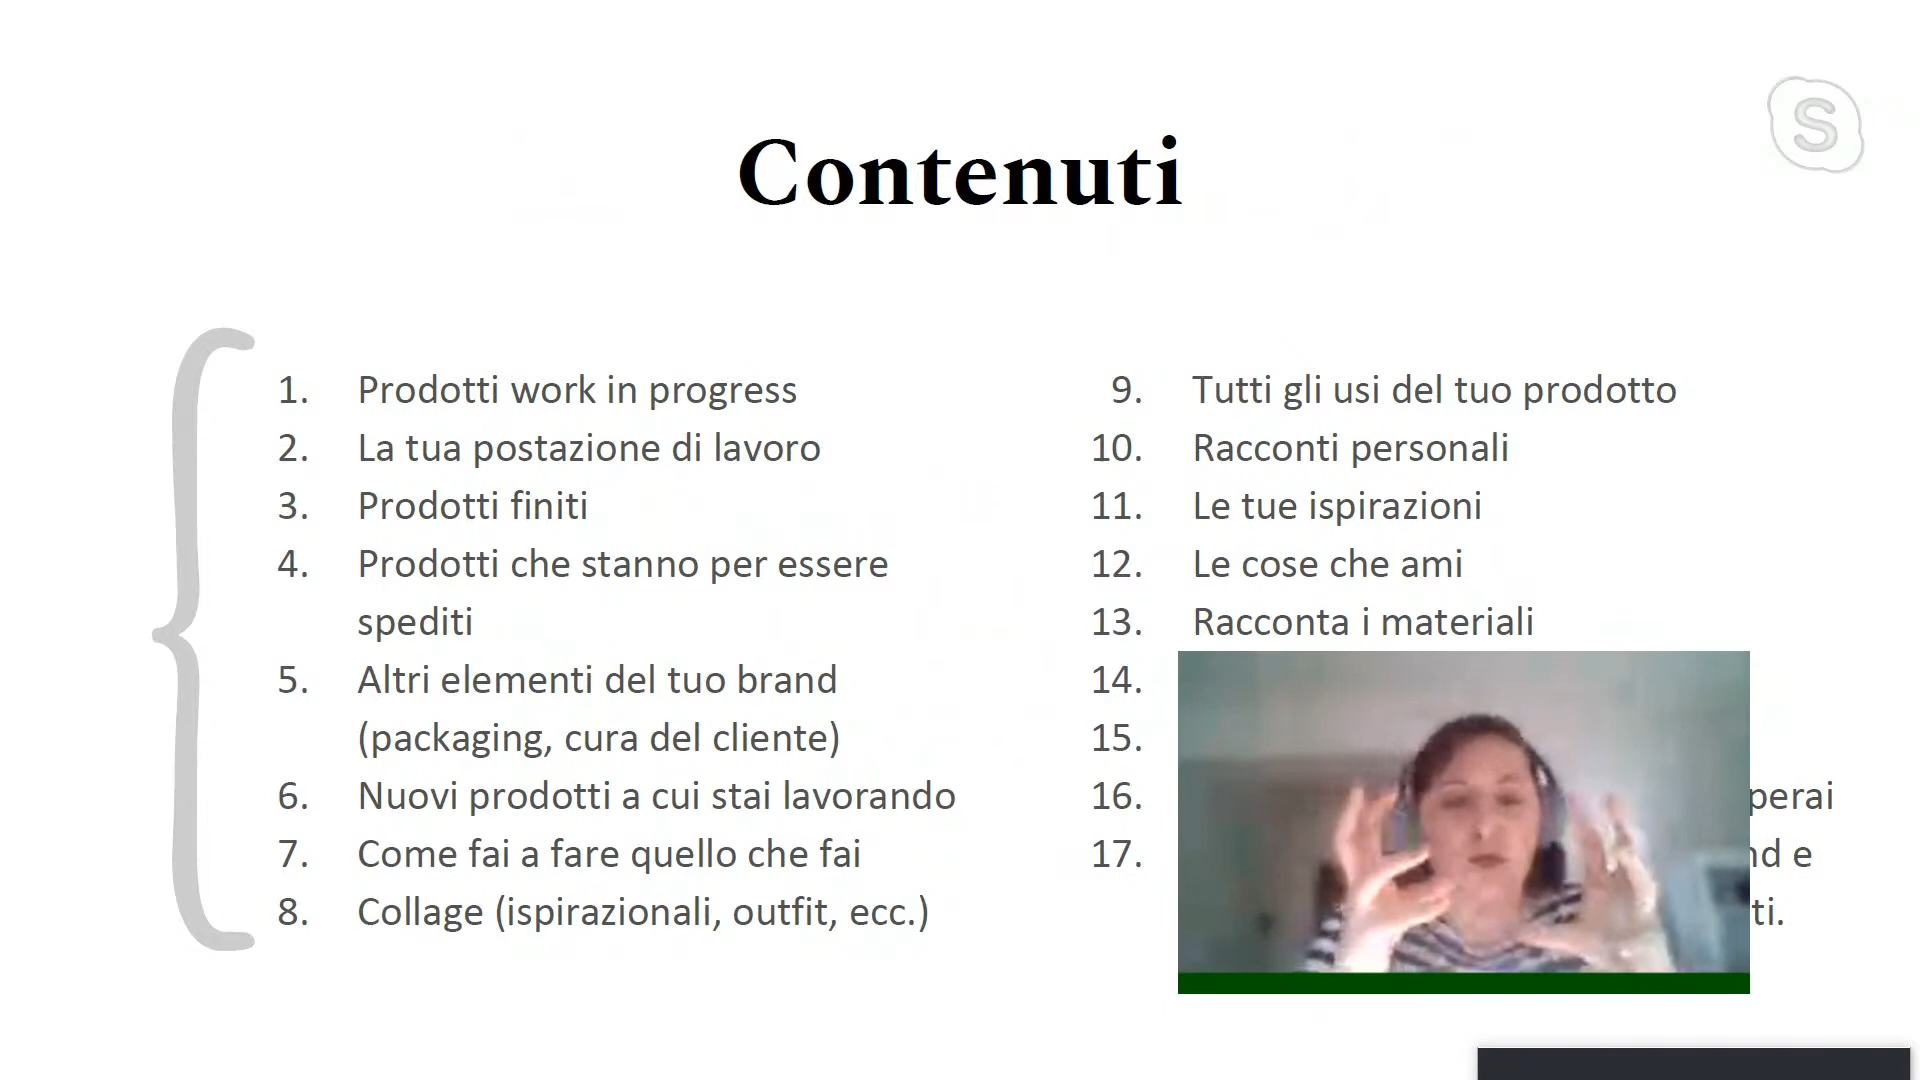 Contenuti
S
1. Prodotti work in progress
2. La tua postazione di lavoro
3. Prodotti finiti
4. Prodotti che stanno per essere
spediti
5. Altri elementi del tuo brand
(packaging, cura del cliente)
6. Nuovi prodotti a cui stai lavorando
7. Come fai a fare quello che fai
8. Collage (ispirazionali, outfit, ecc.)
9. Tutti gli usi del tuo prodotto
10. Racconti personali
11. Le tue ispirazioni
12. Le cose che ami
13. Racconta i materiali
14.
15.
16. perai
17. e
ti.